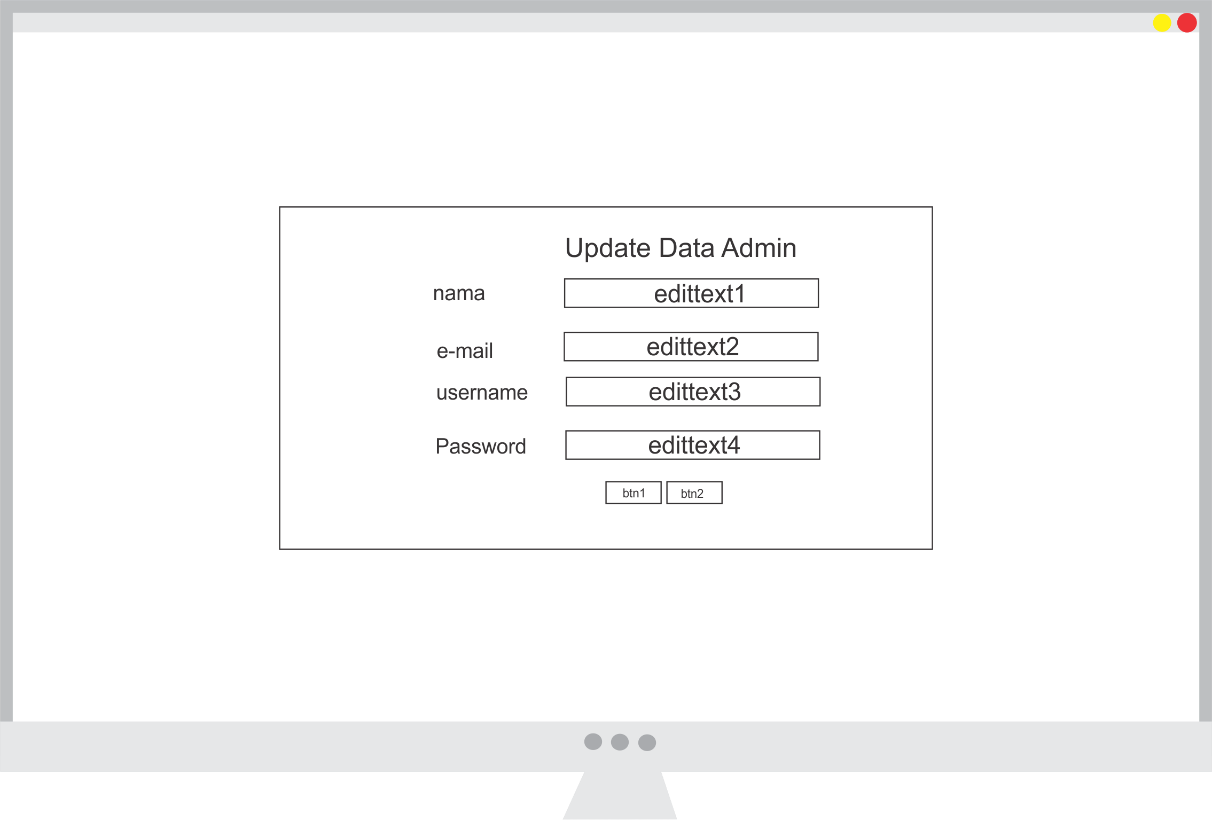 Update Data Admin
nama edittext1
e-mail edittext2
username edittext3
Password edittext4
btn1 btn2